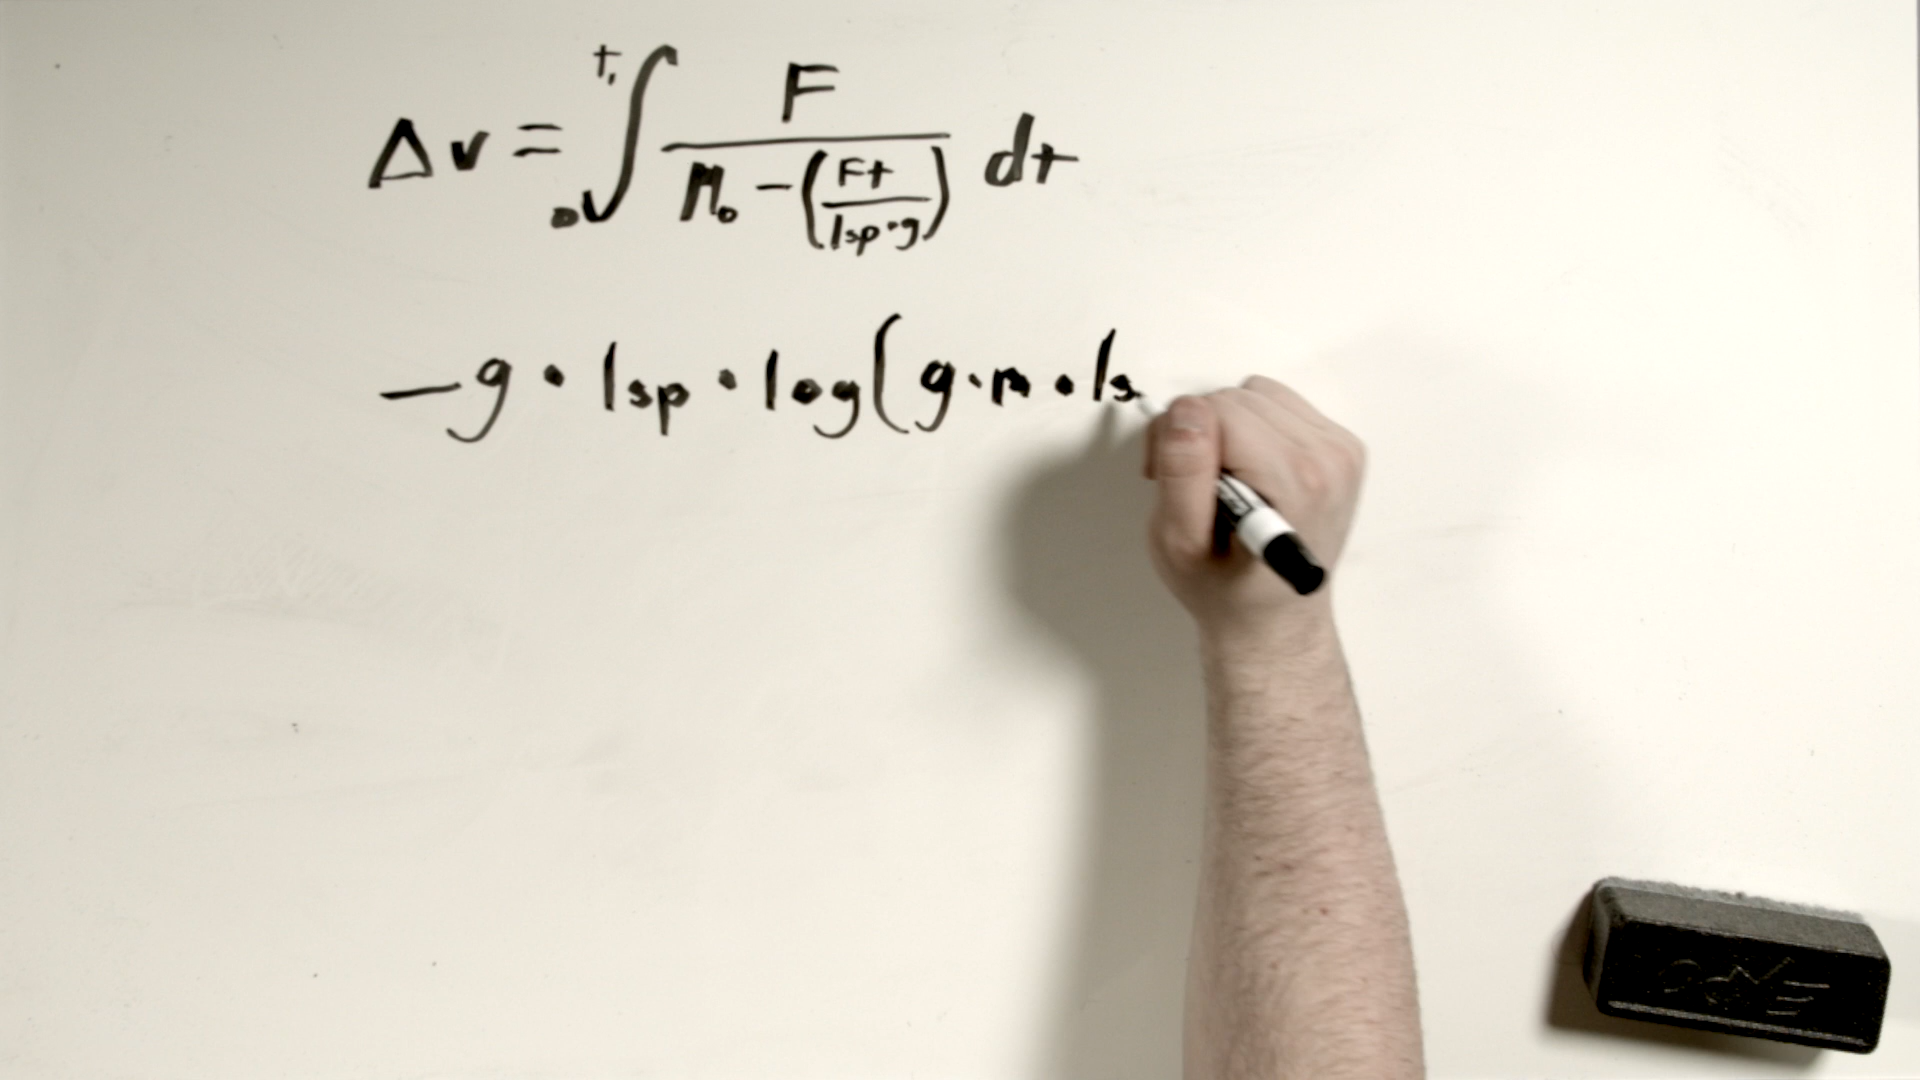 Δv = ∫₀^t₁ F / (M₀ - (Ft / Isp·g)) dt
-g · Isp · log(g·m·Is